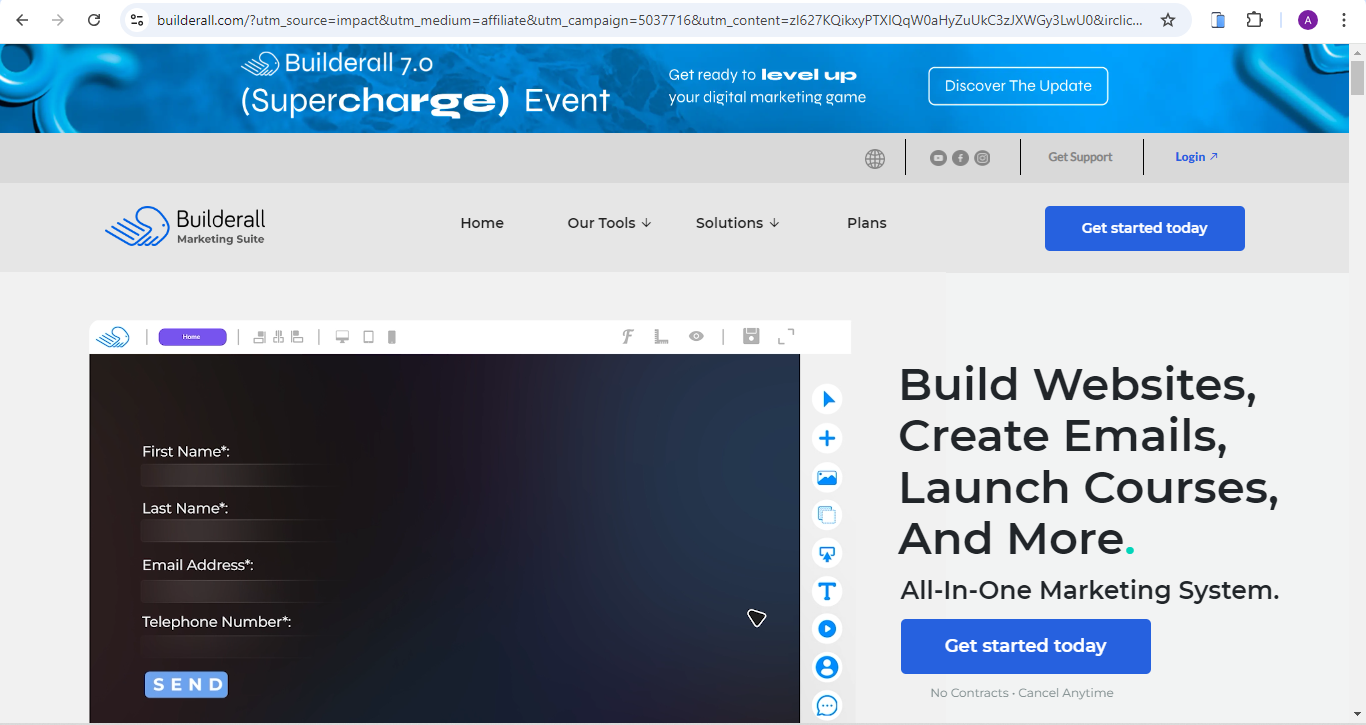 builderall.com/?utm_source=impact&utm_medium=affiliate&utm_campaign=5037716&utm_content=zI627KQikxyPTXIQqW0aHyZuUkC3zJXWGy3LwU0&irclic...
A
Builderall 7.0
(Supercharge) Event
Get ready to level up
your digital marketing game
Discover The Update
Get Support
Login ↗
Builderall
Marketing Suite
Home
Our Tools ↓
Solutions ↓
Plans
Get started today
Home
First Name*:
Last Name*:
Email Address*:
Telephone Number*:
SEND
Build Websites,
Create Emails,
Launch Courses,
And More.
All-In-One Marketing System.
Get started today
No Contracts · Cancel Anytime